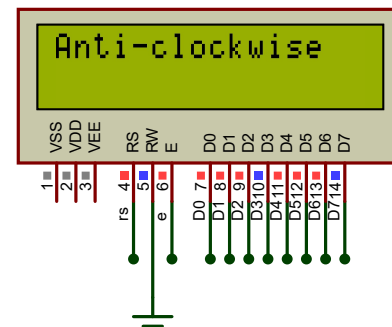 Anti-clockwise
VSS VDD VEE RS RW E D0 D1 D2 D3 D4 D5 D6 D7
1 2 3 4 5 6 7 8 9 10 11 12 13 14
rs e D0 D1 D2 D3 D4 D5 D6 D7